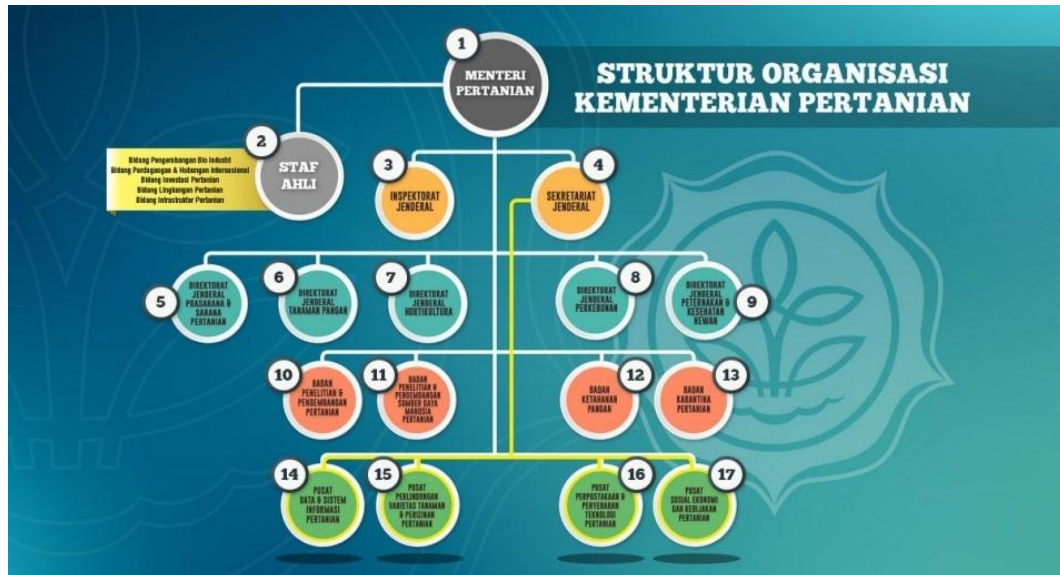 STRUKTUR ORGANISASI
KEMENTERIAN PERTANIAN
1
MENTERI
PERTANIAN
2
STAF
AHLI
Bidang Pengembangan Bio Industri
Bidang Perdagangan & Hubungan Internasional
Bidang Investasi Pertanian
Bidang Lingkungan Pertanian
Bidang Infrastruktur Pertanian
3
INSPEKTORAT
JENDERAL
4
SEKRETARIAT
JENDERAL
5
DIREKTORAT
JENDERAL
PRASARANA &
SARANA
PERTANIAN
6
DIREKTORAT
JENDERAL
TANAMAN PANGAN
7
DIREKTORAT
JENDERAL
HORTIKULTURA
8
DIREKTORAT
JENDERAL
PERKEBUNAN
9
DIREKTORAT
JENDERAL
PETERNAKAN &
KESEHATAN
HEWAN
10
BADAN
PENELITIAN &
PENGEMBANGAN
PERTANIAN
11
BADAN
PENELITIAN &
PENGEMBANGAN
SUMBER DAYA
MANUSIA
PERTANIAN
12
BADAN
KETAHANAN
PANGAN
13
BADAN
KARANTINA
PERTANIAN
14
PUSAT
DATA & SISTEM
INFORMASI
PERTANIAN
15
PUSAT
PERLINDUNGAN
VARIETAS TANAMAN
& PERIZINAN
PERTANIAN
16
PUSAT
PERPUSTAKAAN &
PENYEBARAN
TEKNOLOGI
PERTANIAN
17
PUSAT
SOSIAL EKONOMI
DAN KEBIJAKAN
PERTANIAN